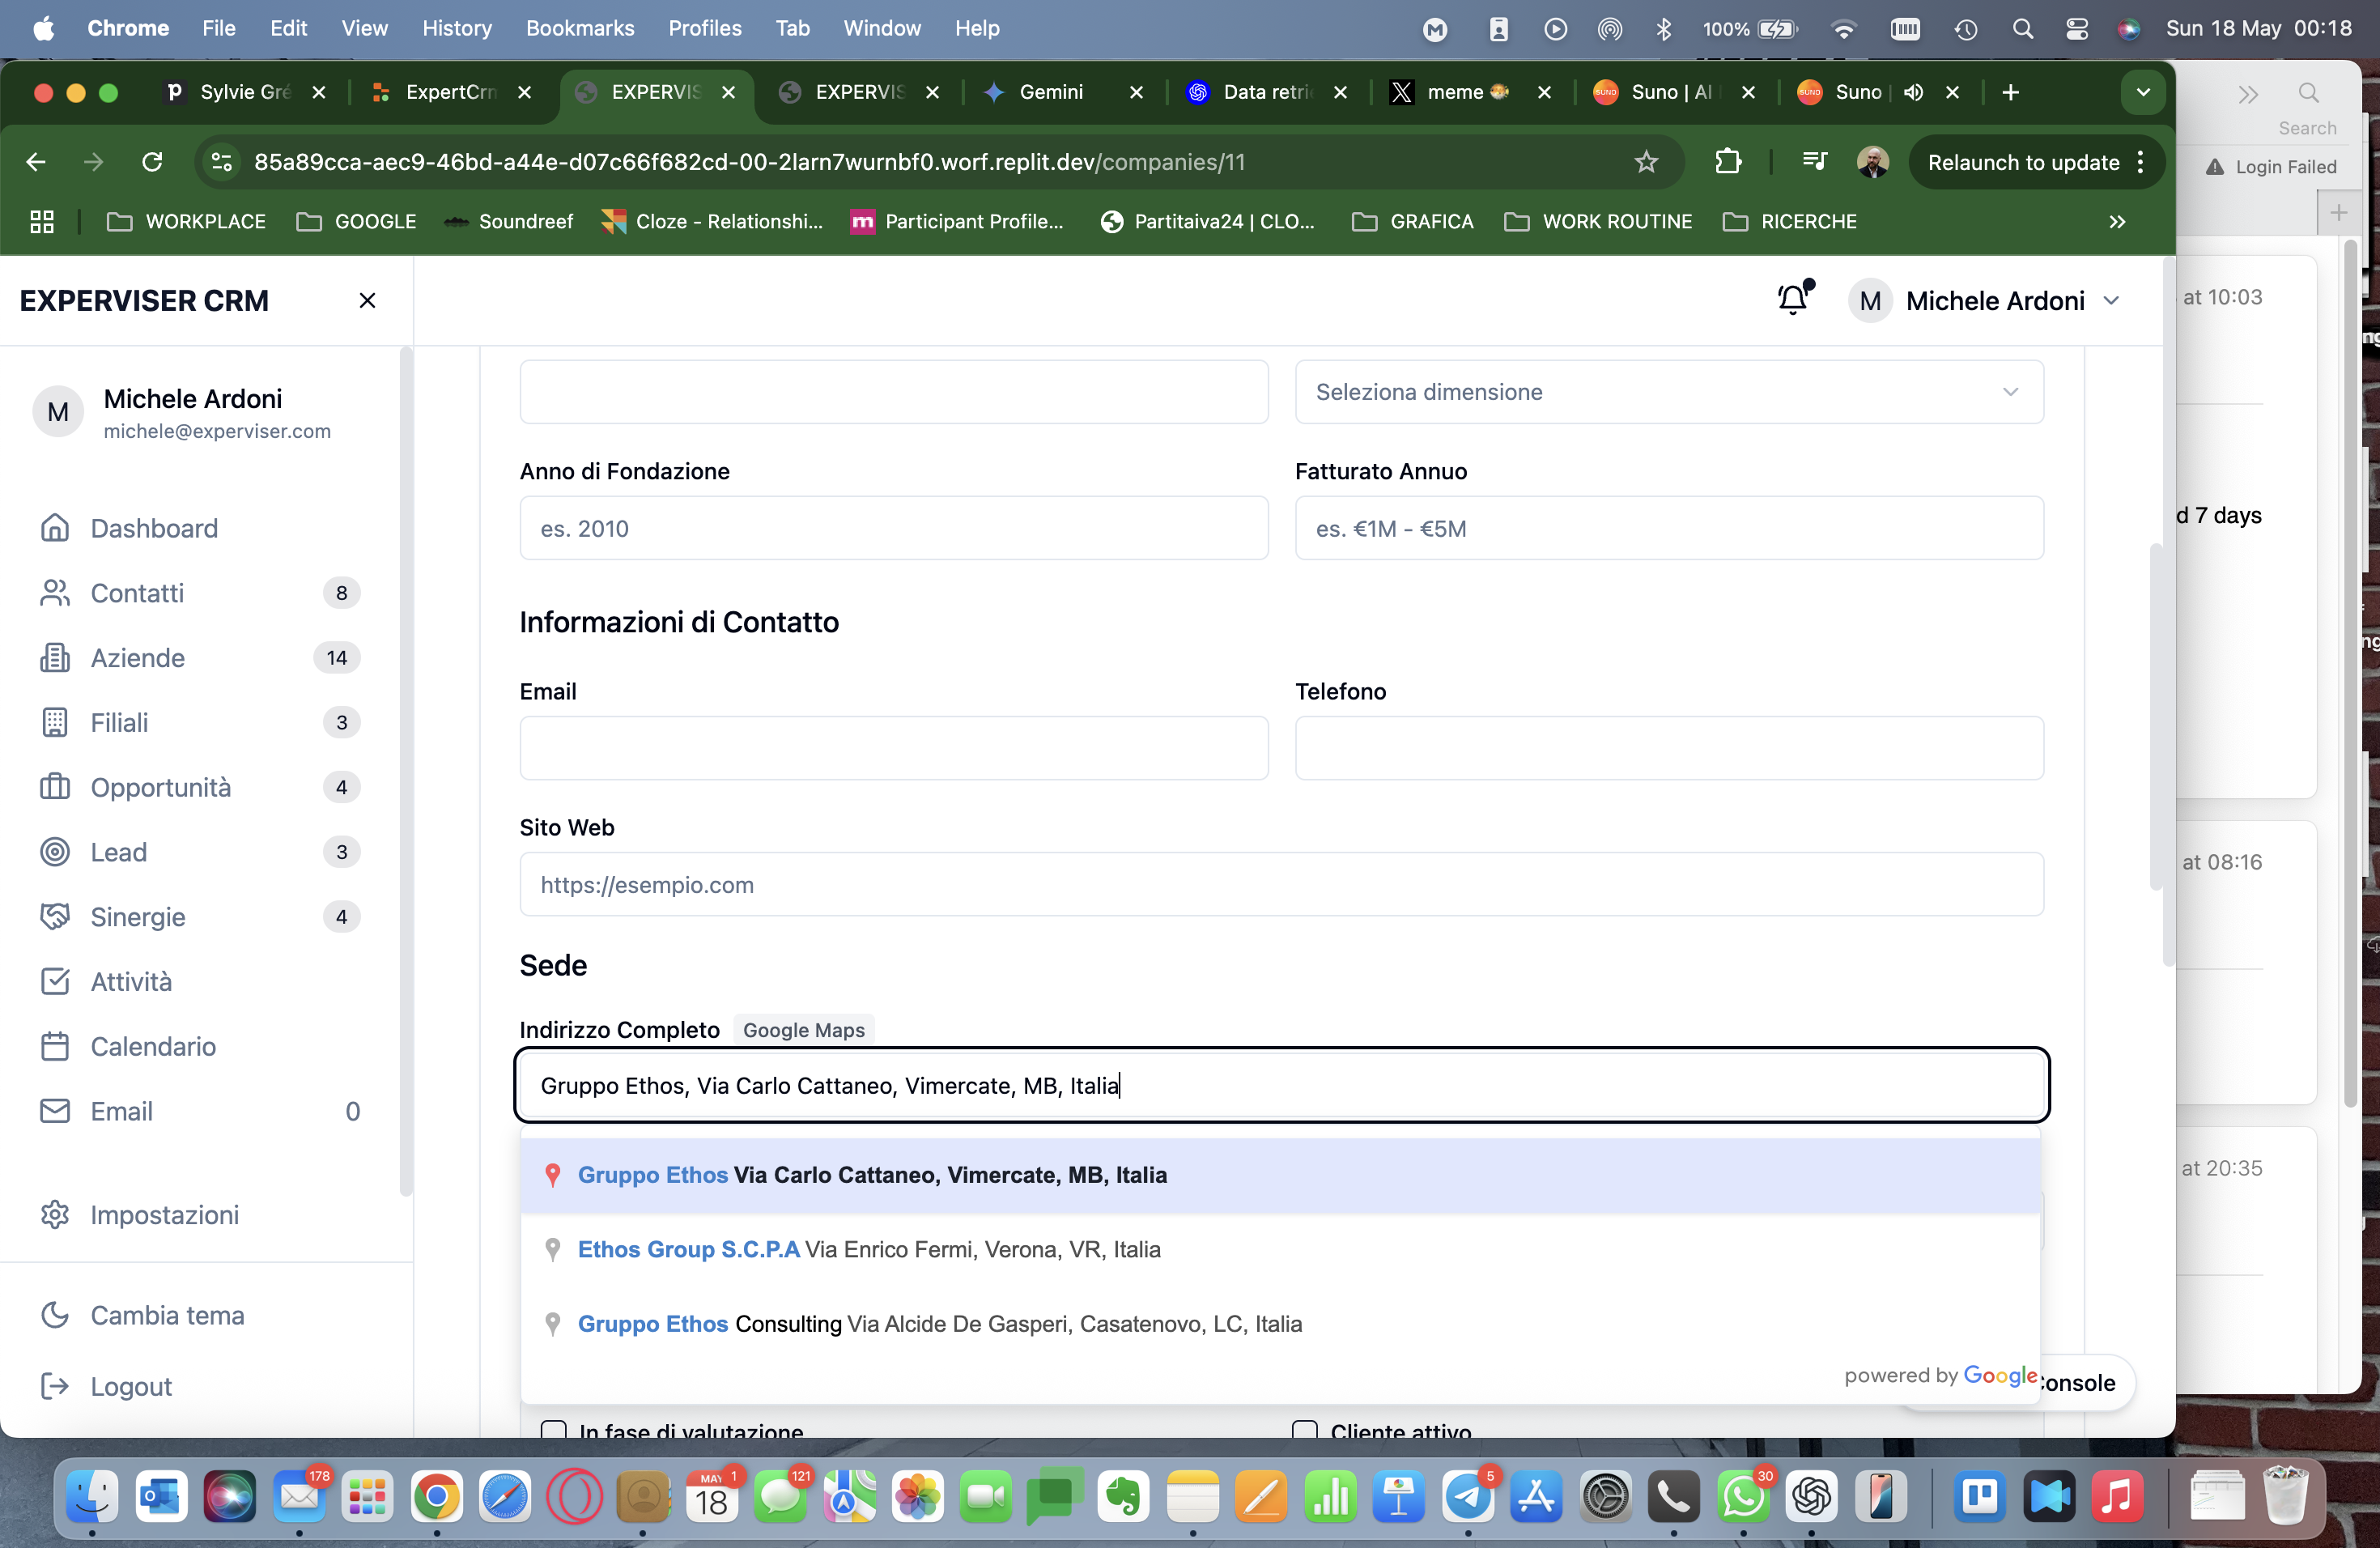 Chrome File Edit View History Bookmarks Profiles Tab Window Help 100% Sun 18 May 00:18
Sylvie Gré ExpertCrm EXPERVIS EXPERVIS Gemini Data retri meme Suno | AI Suno |
85a89cca-aec9-46bd-a44e-d07c66f682cd-00-2larn7wurnbf0.worf.replit.dev/companies/11 Relaunch to update
WORKPLACE GOOGLE Soundreef Cloze - Relationshi... Participant Profile... Partitaiva24 | CLO... GRAFICA WORK ROUTINE RICERCHE
Search
Login Failed
EXPERVISER CRM
M Michele Ardoni
M
Michele Ardoni
michele@experviser.com
Dashboard
Contatti 8
Aziende 14
Filiali 3
Opportunità 4
Lead 3
Sinergie 4
Attività
Calendario
Email 0
Impostazioni
Cambia tema
Logout
Seleziona dimensione
Anno di Fondazione
es. 2010
Fatturato Annuo
es. €1M - €5M
Informazioni di Contatto
Email
Telefono
Sito Web
https://esempio.com
Sede
Indirizzo Completo Google Maps
Gruppo Ethos, Via Carlo Cattaneo, Vimercate, MB, Italia
Gruppo Ethos Via Carlo Cattaneo, Vimercate, MB, Italia
Ethos Group S.C.P.A Via Enrico Fermi, Verona, VR, Italia
Gruppo Ethos Consulting Via Alcide De Gasperi, Casatenovo, LC, Italia
powered by Google
onsole
In fase di valutazione
Cliente attivo
at 10:03
d 7 days
at 08:16
at 20:35
178 MAY 1 18 121 5 30